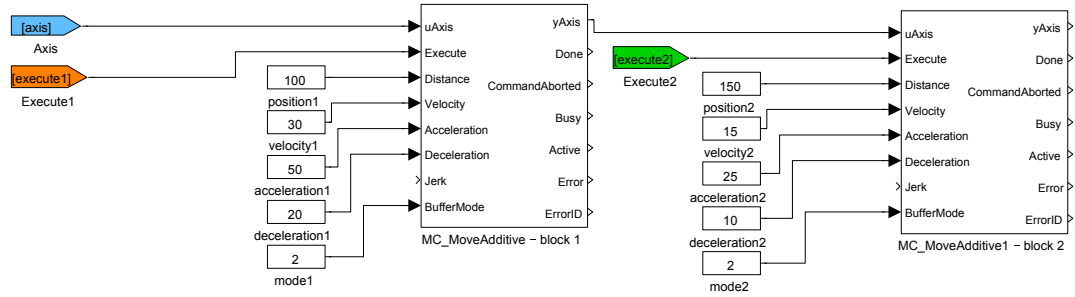 [axis]
Axis
[execute1]
Execute1
100
position1
30
velocity1
50
acceleration1
20
deceleration1
2
mode1
uAxis
Execute
Distance
Velocity
Acceleration
Deceleration
Jerk
BufferMode
yAxis
Done
CommandAborted
Busy
Active
Error
ErrorID
MC_MoveAdditive − block 1
[execute2]
Execute2
150
position2
15
velocity2
25
acceleration2
10
deceleration2
2
mode2
uAxis
Execute
Distance
Velocity
Acceleration
Deceleration
Jerk
BufferMode
yAxis
Done
CommandAborted
Busy
Active
Error
ErrorID
MC_MoveAdditive1 − block 2